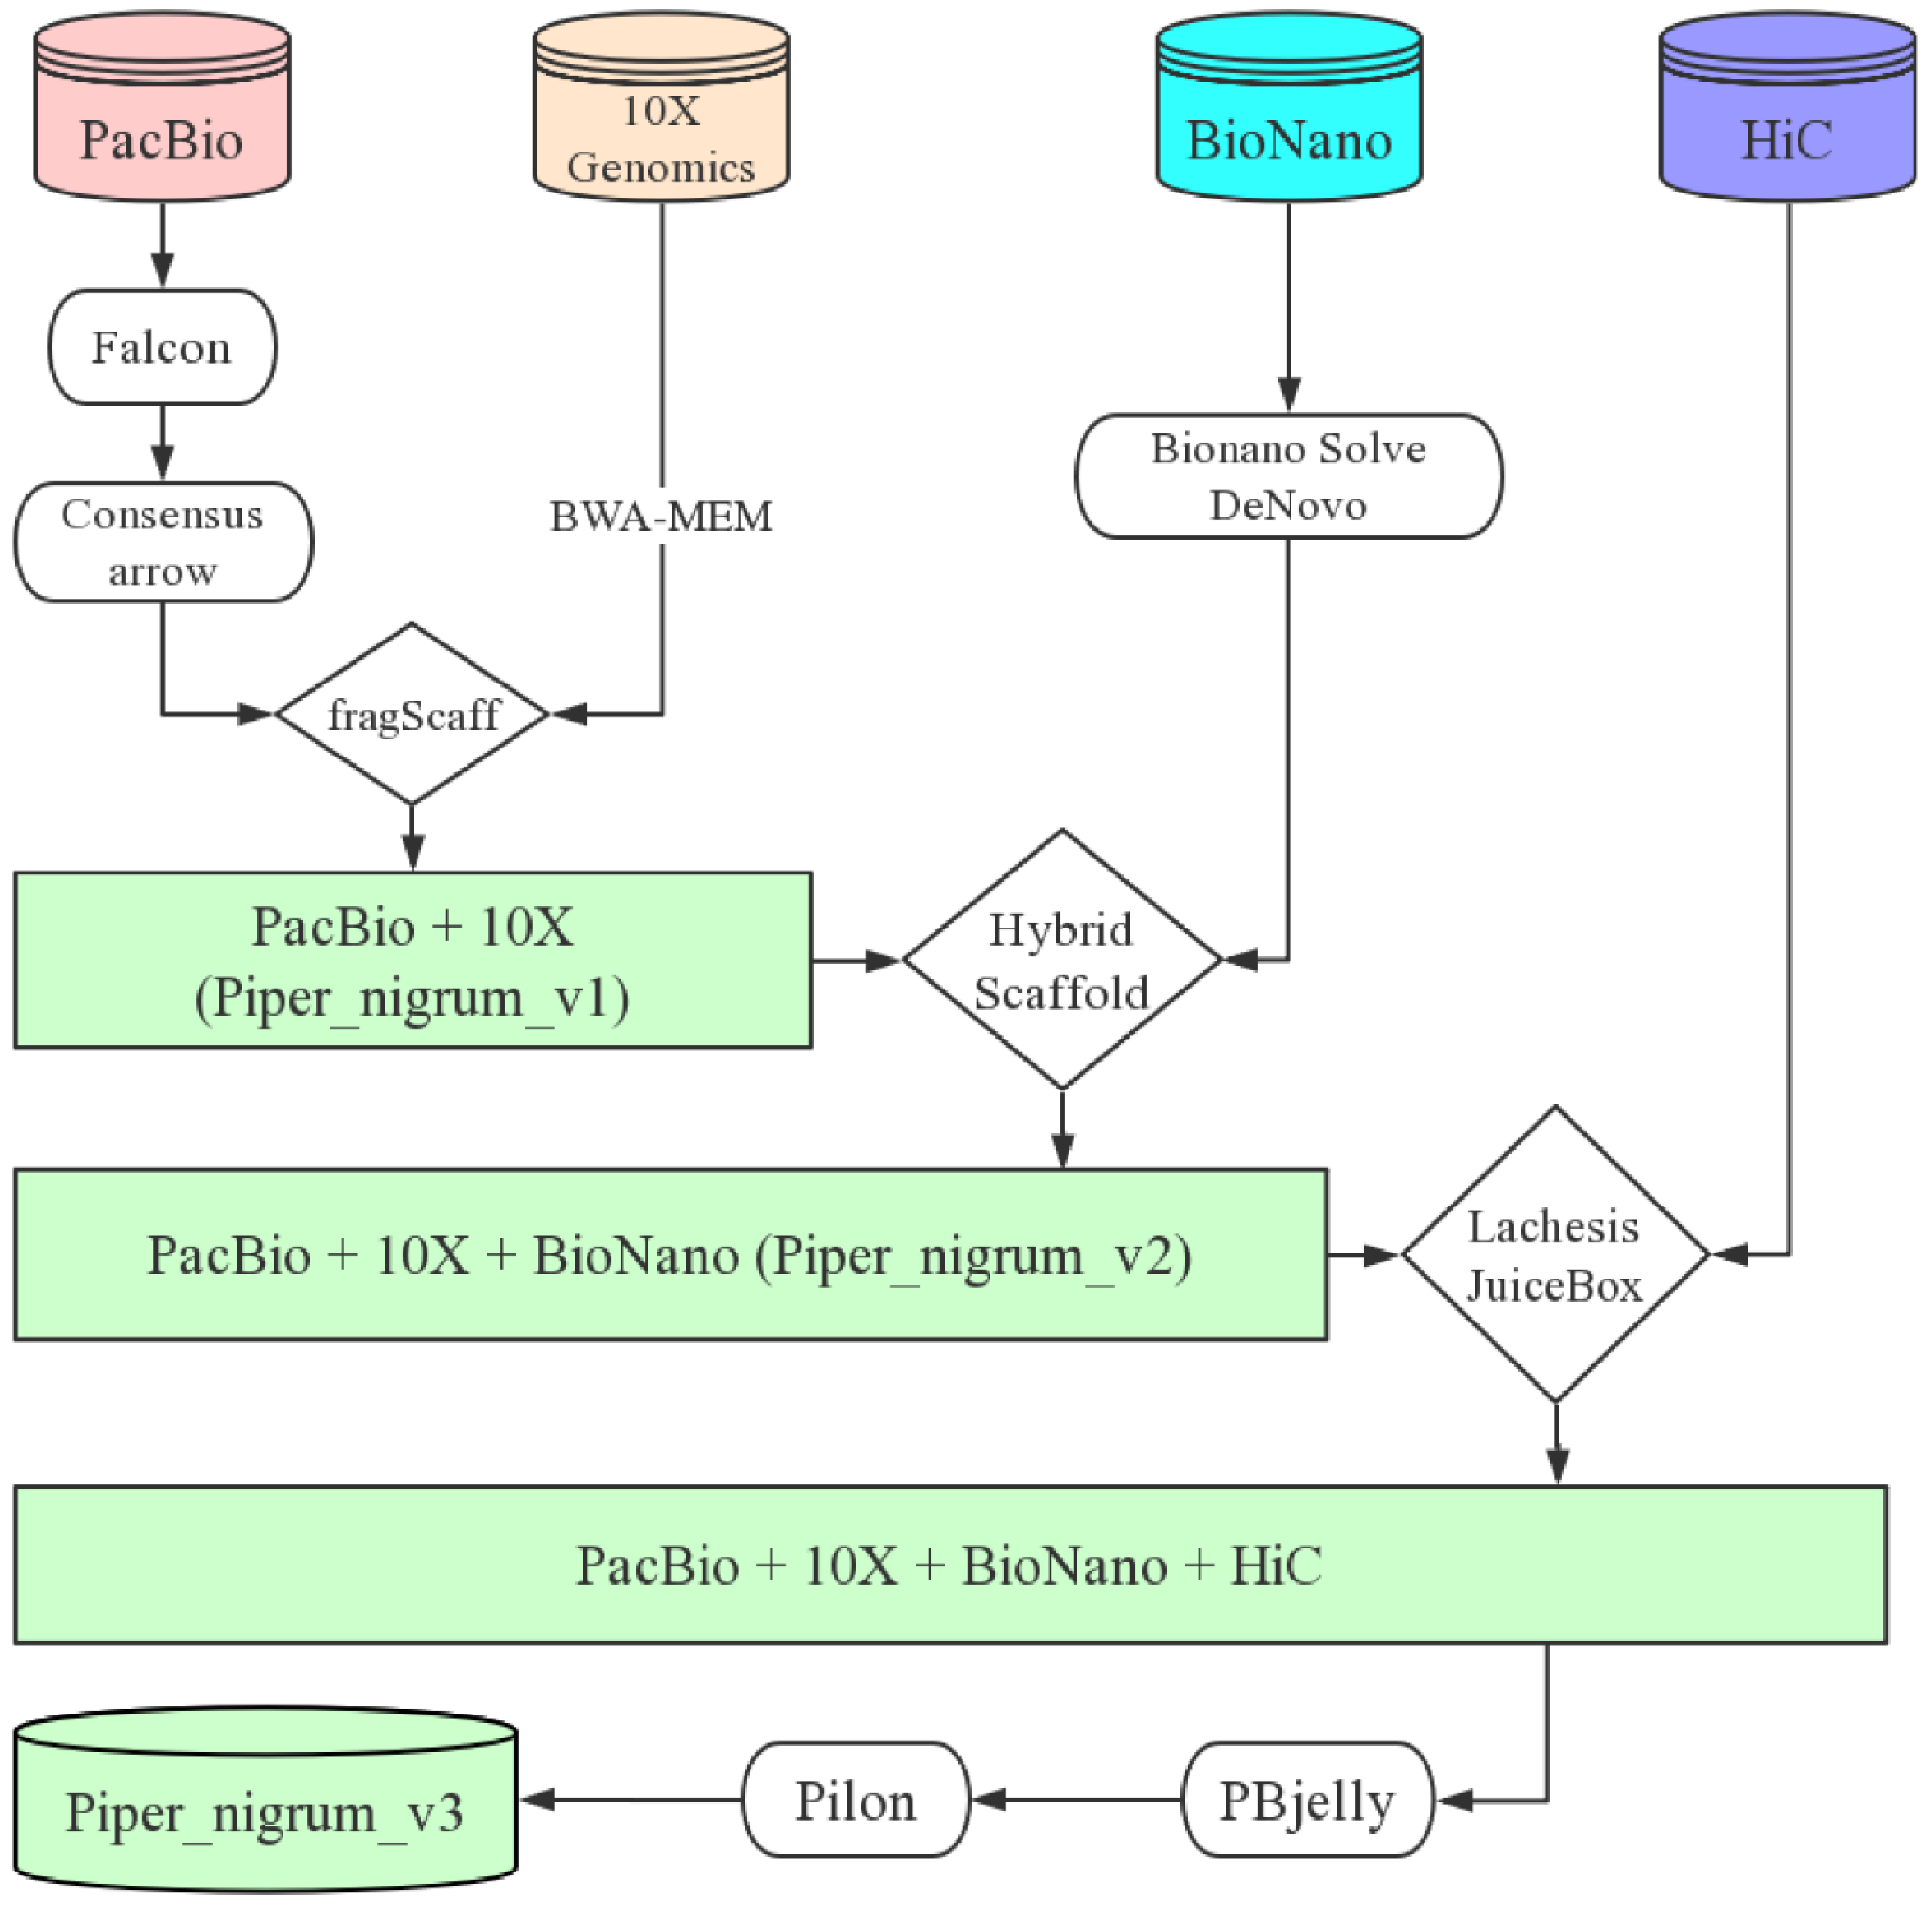 PacBio
10X
Genomics
BioNano
HiC
Falcon
Bionano Solve
DeNovo
Consensus
arrow
BWA-MEM
fragScaff
PacBio + 10X
(Piper_nigrum_v1)
Hybrid
Scaffold
PacBio + 10X + BioNano (Piper_nigrum_v2)
Lachesis
JuiceBox
PacBio + 10X + BioNano + HiC
Piper_nigrum_v3
Pilon
PBjelly